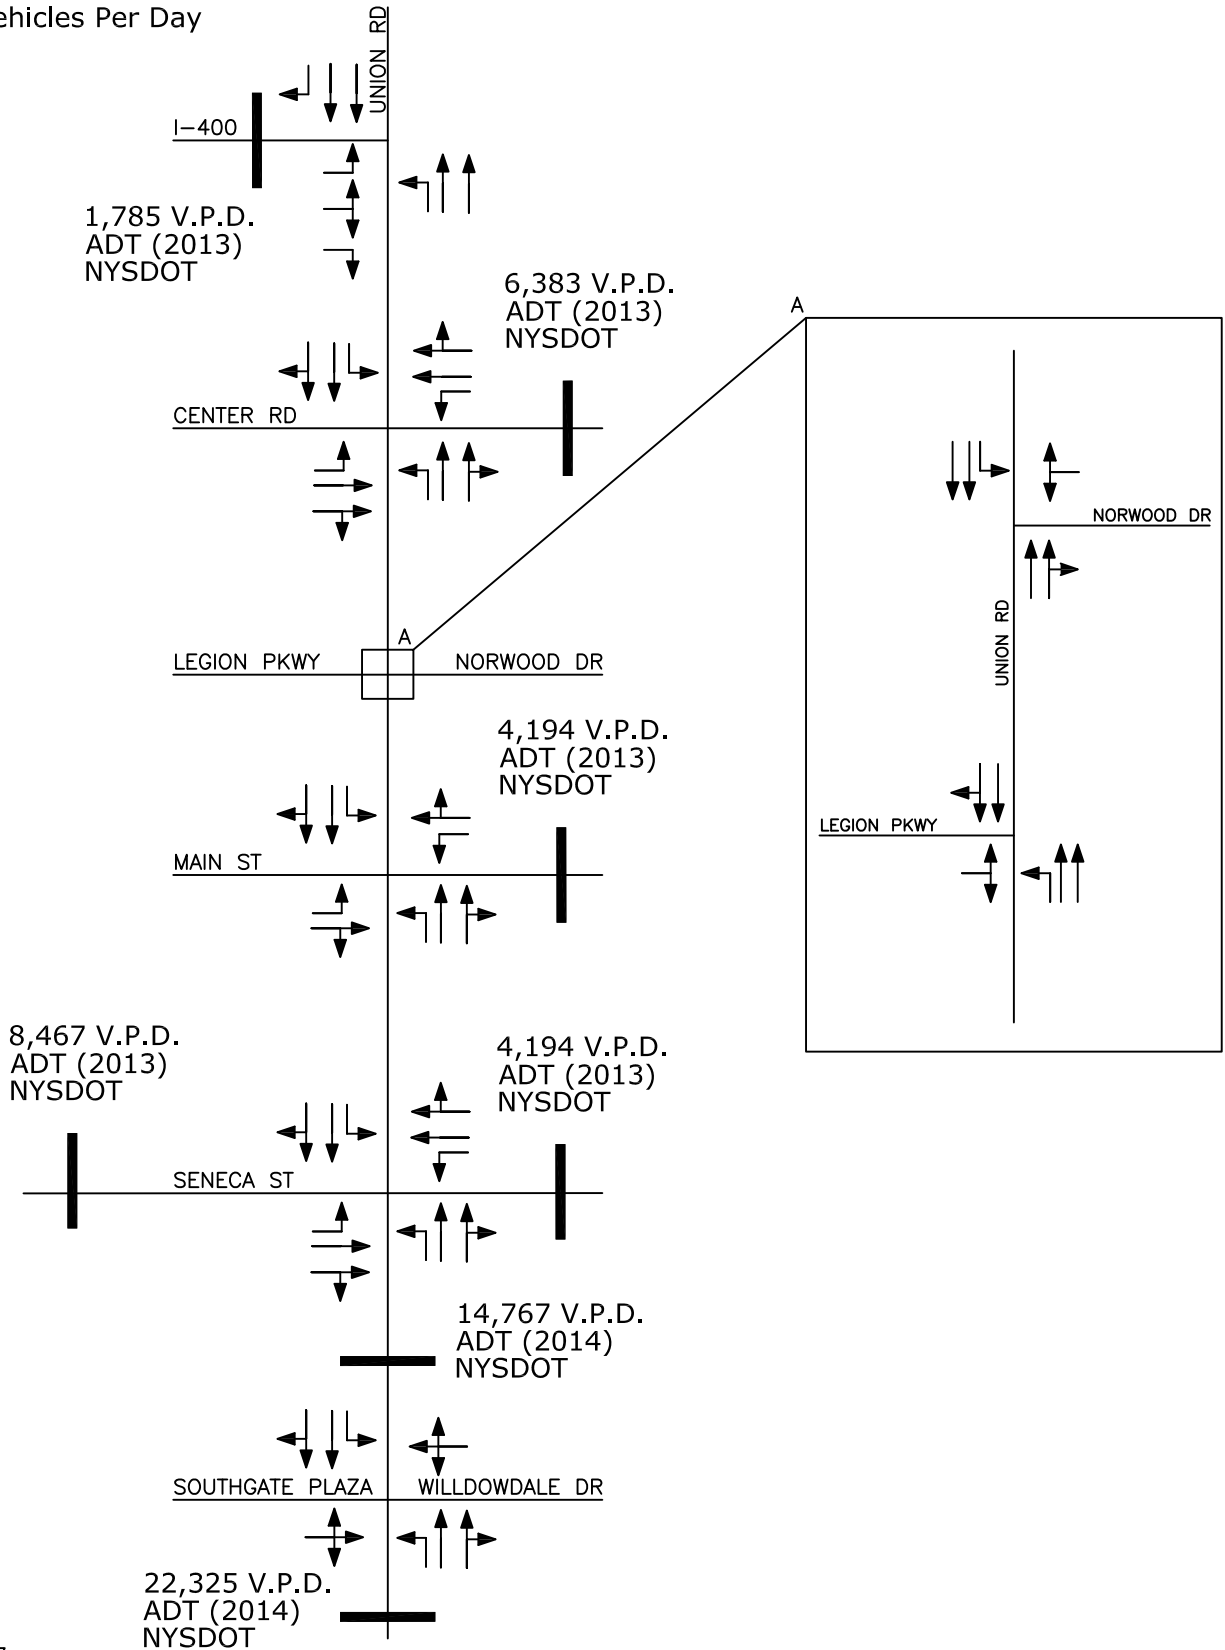 ehicles Per Day
UNION RD
I-400
1,785 V.P.D.
ADT (2013)
NYSDOT
6,383 V.P.D.
ADT (2013)
NYSDOT
A
CENTER RD
NORWOOD DR
UNION RD
A
LEGION PKWY
NORWOOD DR
4,194 V.P.D.
ADT (2013)
NYSDOT
LEGION PKWY
MAIN ST
8,467 V.P.D.
ADT (2013)
NYSDOT
4,194 V.P.D.
ADT (2013)
NYSDOT
SENECA ST
14,767 V.P.D.
ADT (2014)
NYSDOT
SOUTHGATE PLAZA
WILLDOWDALE DR
22,325 V.P.D.
ADT (2014)
NYSDOT